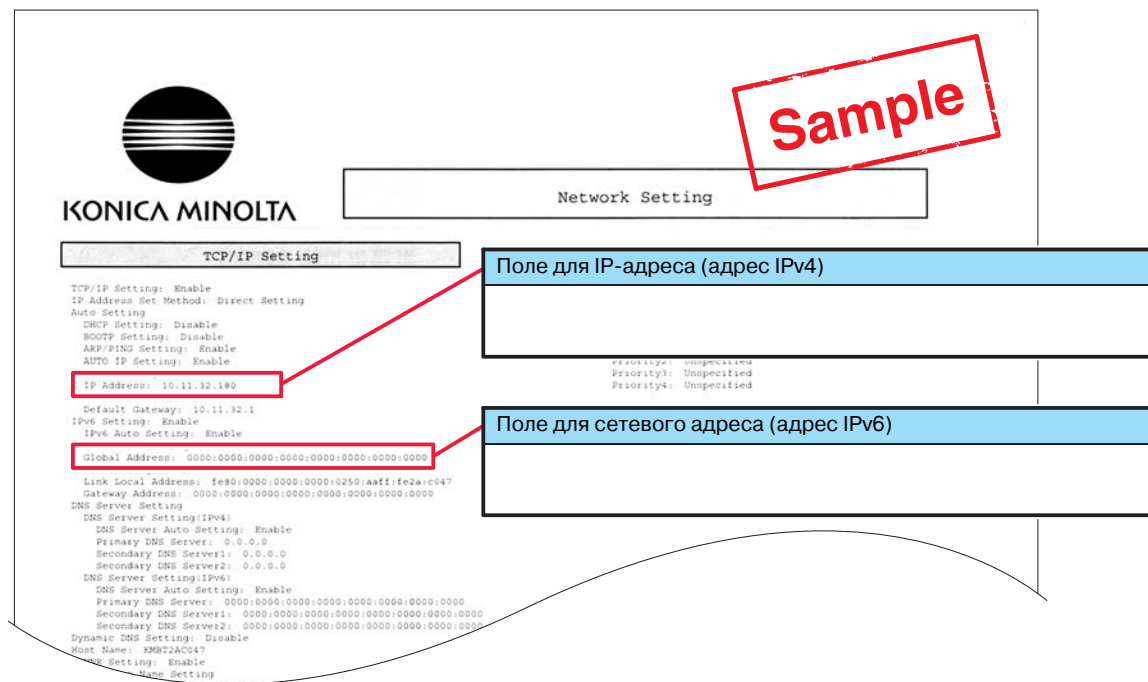 Sample
KONICA MINOLTA
Network Setting
TCP/IP Setting
TCP/IP Setting: Enable
IP Address Set Method: Direct Setting
Auto Setting
DHCP Setting: Disable
BOOTP Setting: Disable
ARP/PING Setting: Enable
AUTO IP Setting: Enable
IP Address: 10.11.32.180
Default Gateway: 10.11.32.1
IPv6 Setting: Enable
IPv6 Auto Setting: Enable
Global Address: 0000:0000:0000:0000:0000:0000:0000:0000
Link Local Address: fe80:0000:0000:0000:0250:aaff:fe2a:c047
Gateway Address: 0000:0000:0000:0000:0000:0000:0000:0000
DNS Server Setting
DNS Server Setting(IPv4)
DNS Server Auto Setting: Enable
Primary DNS Server: 0.0.0.0
Secondary DNS Server1: 0.0.0.0
Secondary DNS Server2: 0.0.0.0
DNS Server Setting(IPv6)
DNS Server Auto Setting: Enable
Primary DNS Server: 0000:0000:0000:0000:0000:0000:0000:0000
Secondary DNS Server1: 0000:0000:0000:0000:0000:0000:0000:0000
Secondary DNS Server2: 0000:0000:0000:0000:0000:0000:0000:0000
Dynamic DNS Setting: Disable
Host Name: KMBT2AC047
Setting: Enable
Name Setting
Поле для IP-адреса (адрес IPv4)
Priority2: Unspecified
Priority3: Unspecified
Priority4: Unspecified
Поле для сетевого адреса (адрес IPv6)